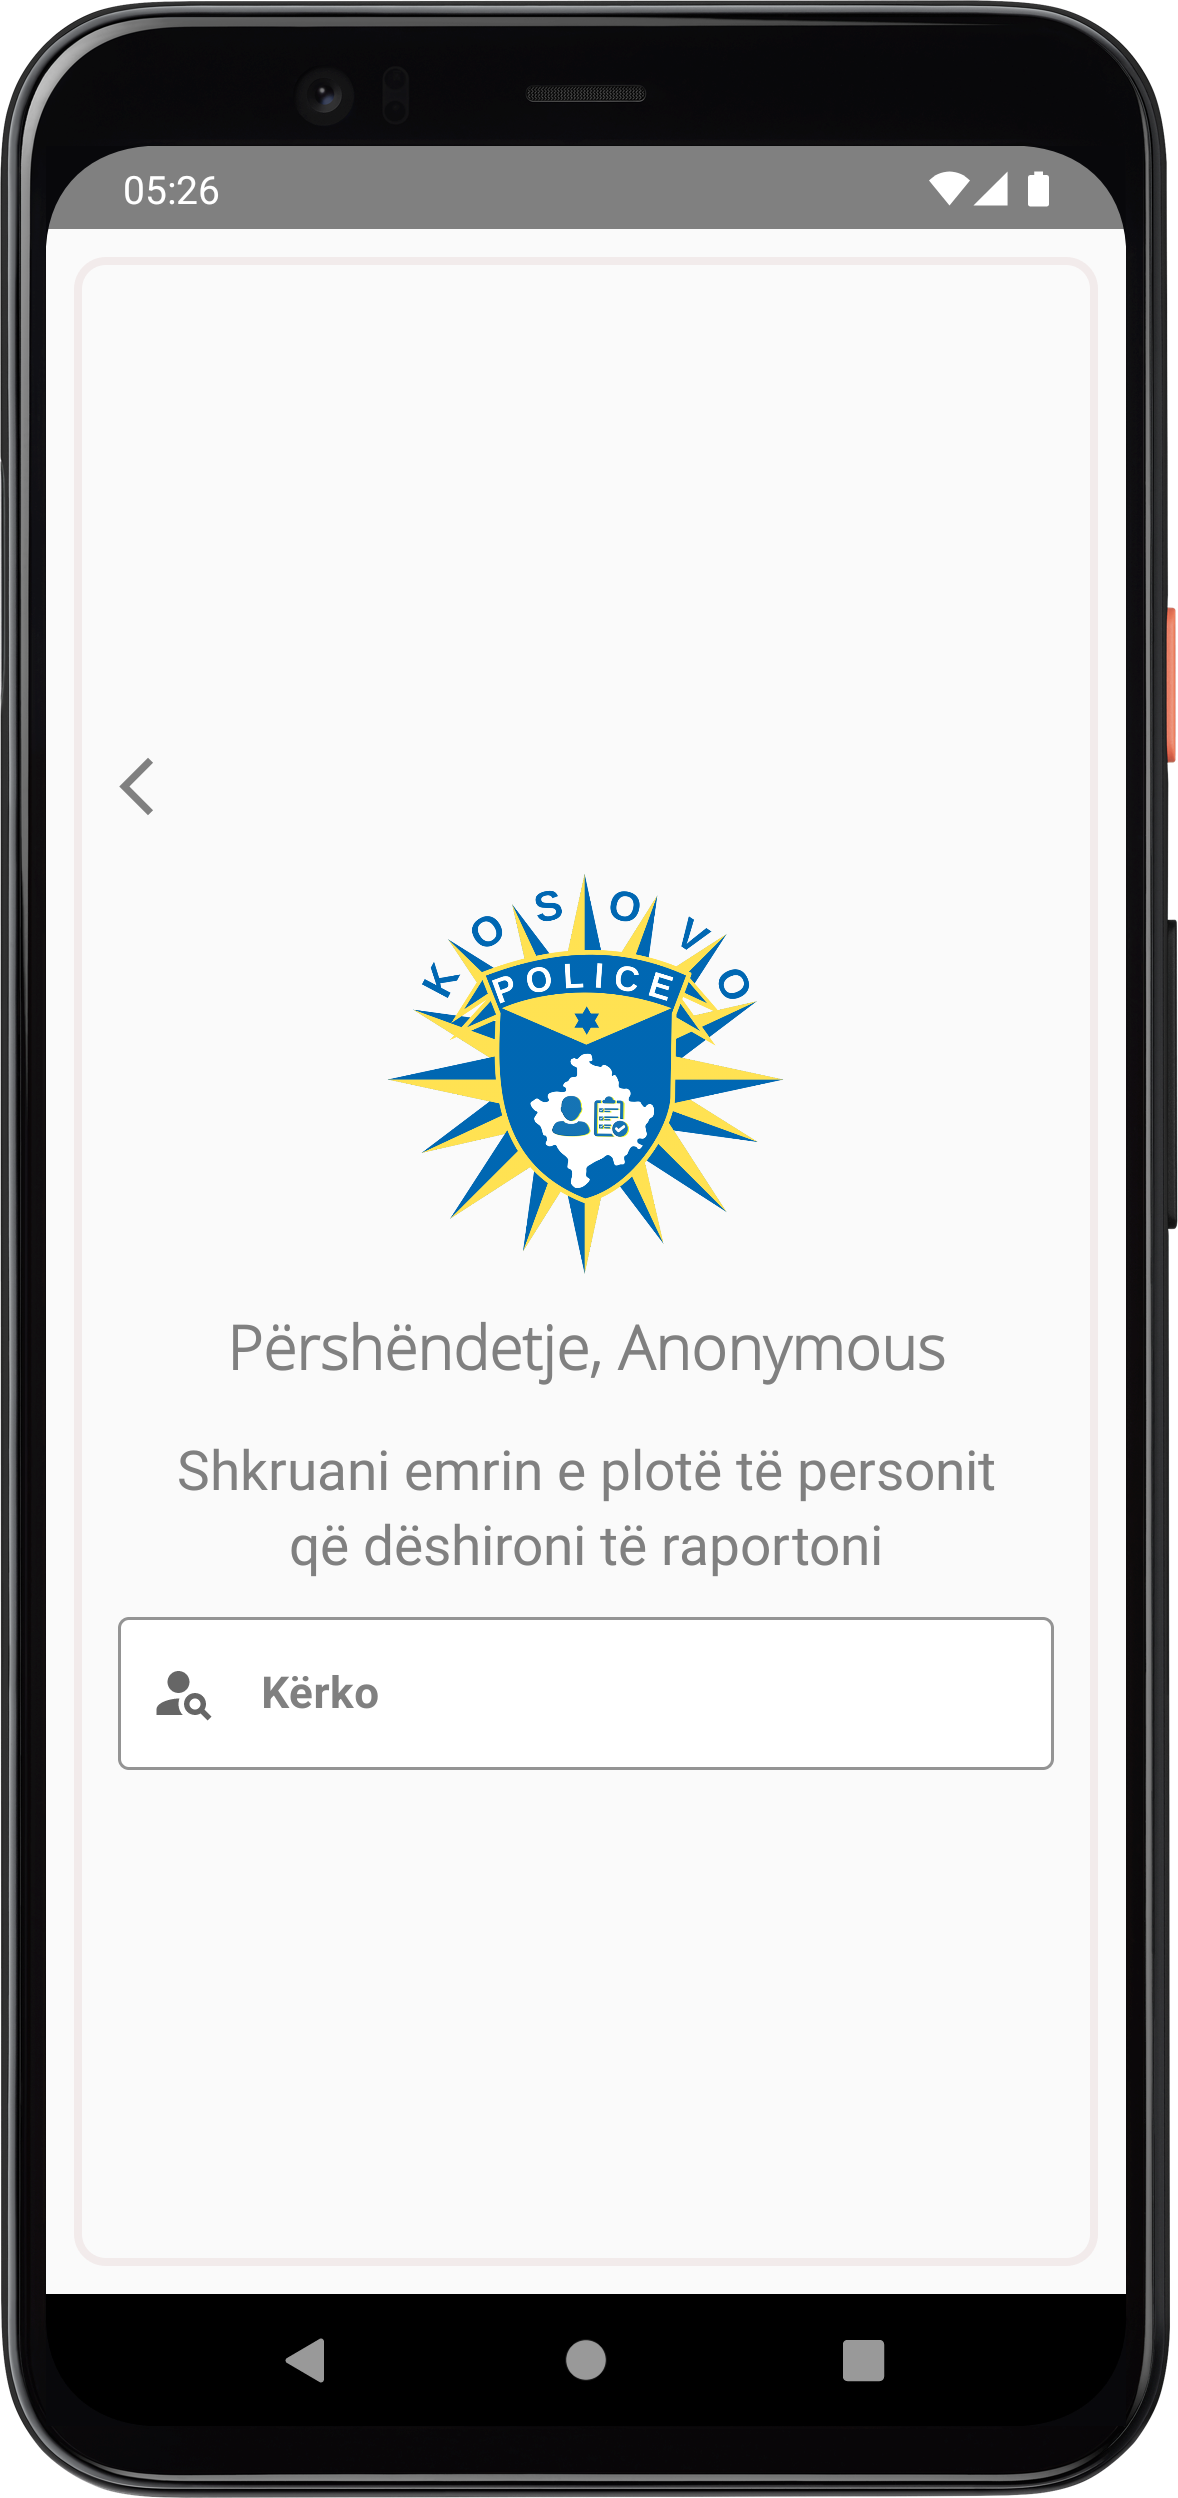 05:26
KOSOVO
POLICE
Përshëndetje, Anonymous
Shkruani emrin e plotë të personit
që dëshironi të raportoni
Kërko